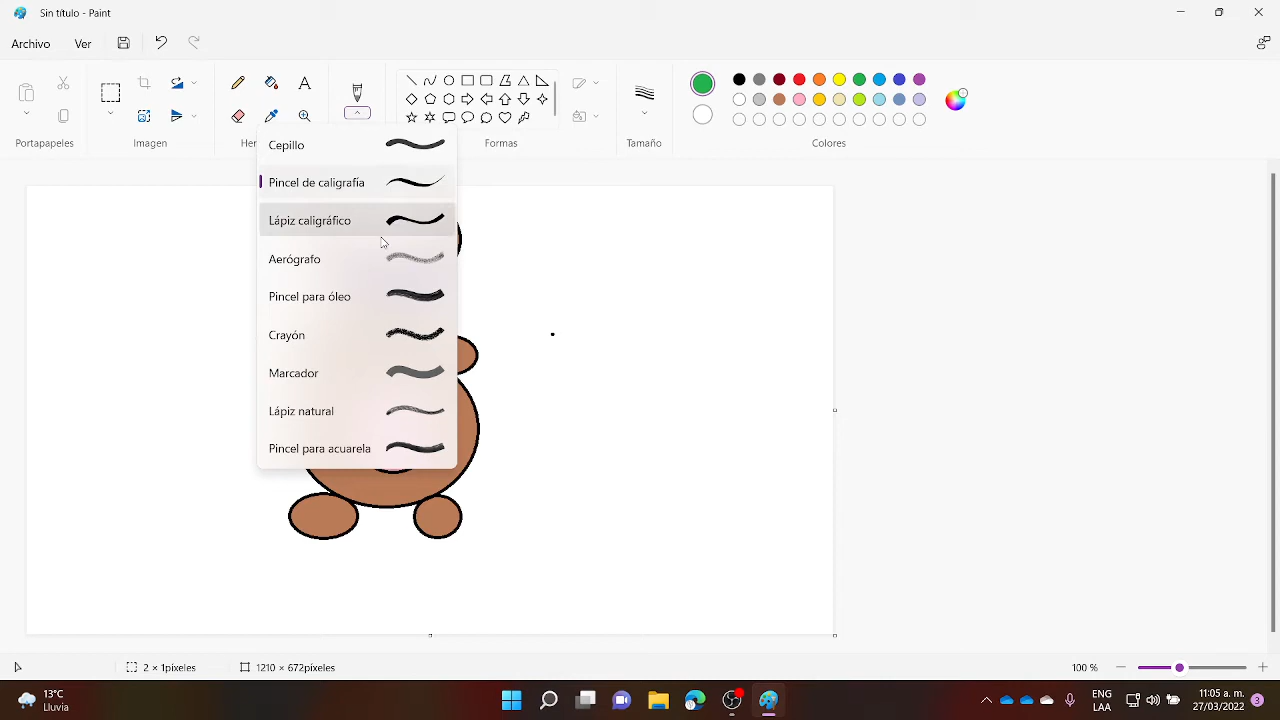 Sin título - Paint
Archivo Ver
Portapapeles Imagen Her Formas Tamaño Colores
Cepillo
Pincel de caligrafía
Lápiz caligráfico
Aerógrafo
Pincel para óleo
Crayón
Marcador
Lápiz natural
Pincel para acuarela
2 × 1píxeles 1210 × 672píxeles 100 %
13°C
Lluvia
ENG
LAA
11:05 a. m.
27/03/2022
3